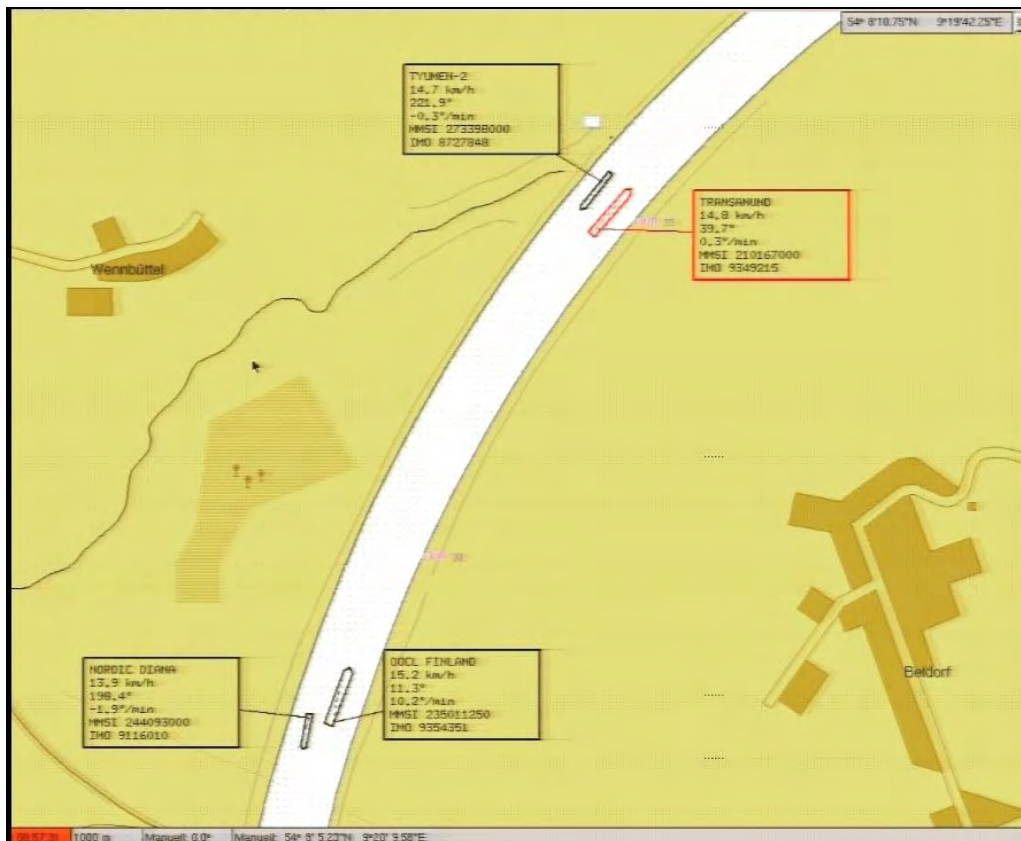 54° 8'10.75"N 9°19'42.25"E
TYUMEN-2
14.7 km/h
221.9°
-0.3°/min
MMSI 273398000
IMO 8727848
TRANSAMUND
14.8 km/h
39.7°
0.3°/min
MMSI 210167000
IMO 9349215
Wennbüttel
NORDIC DIANA
13.9 km/h
198.4°
-1.9°/min
MMSI 244093000
IMO 9116010
OOCL FINLAND
15.2 km/h
11.3°
10.2°/min
MMSI 235011250
IMO 9354351
Beldorf
1000 m Manuell: 0.0° Manuell: 54° 8' 5.23"N 9°20' 9.58"E